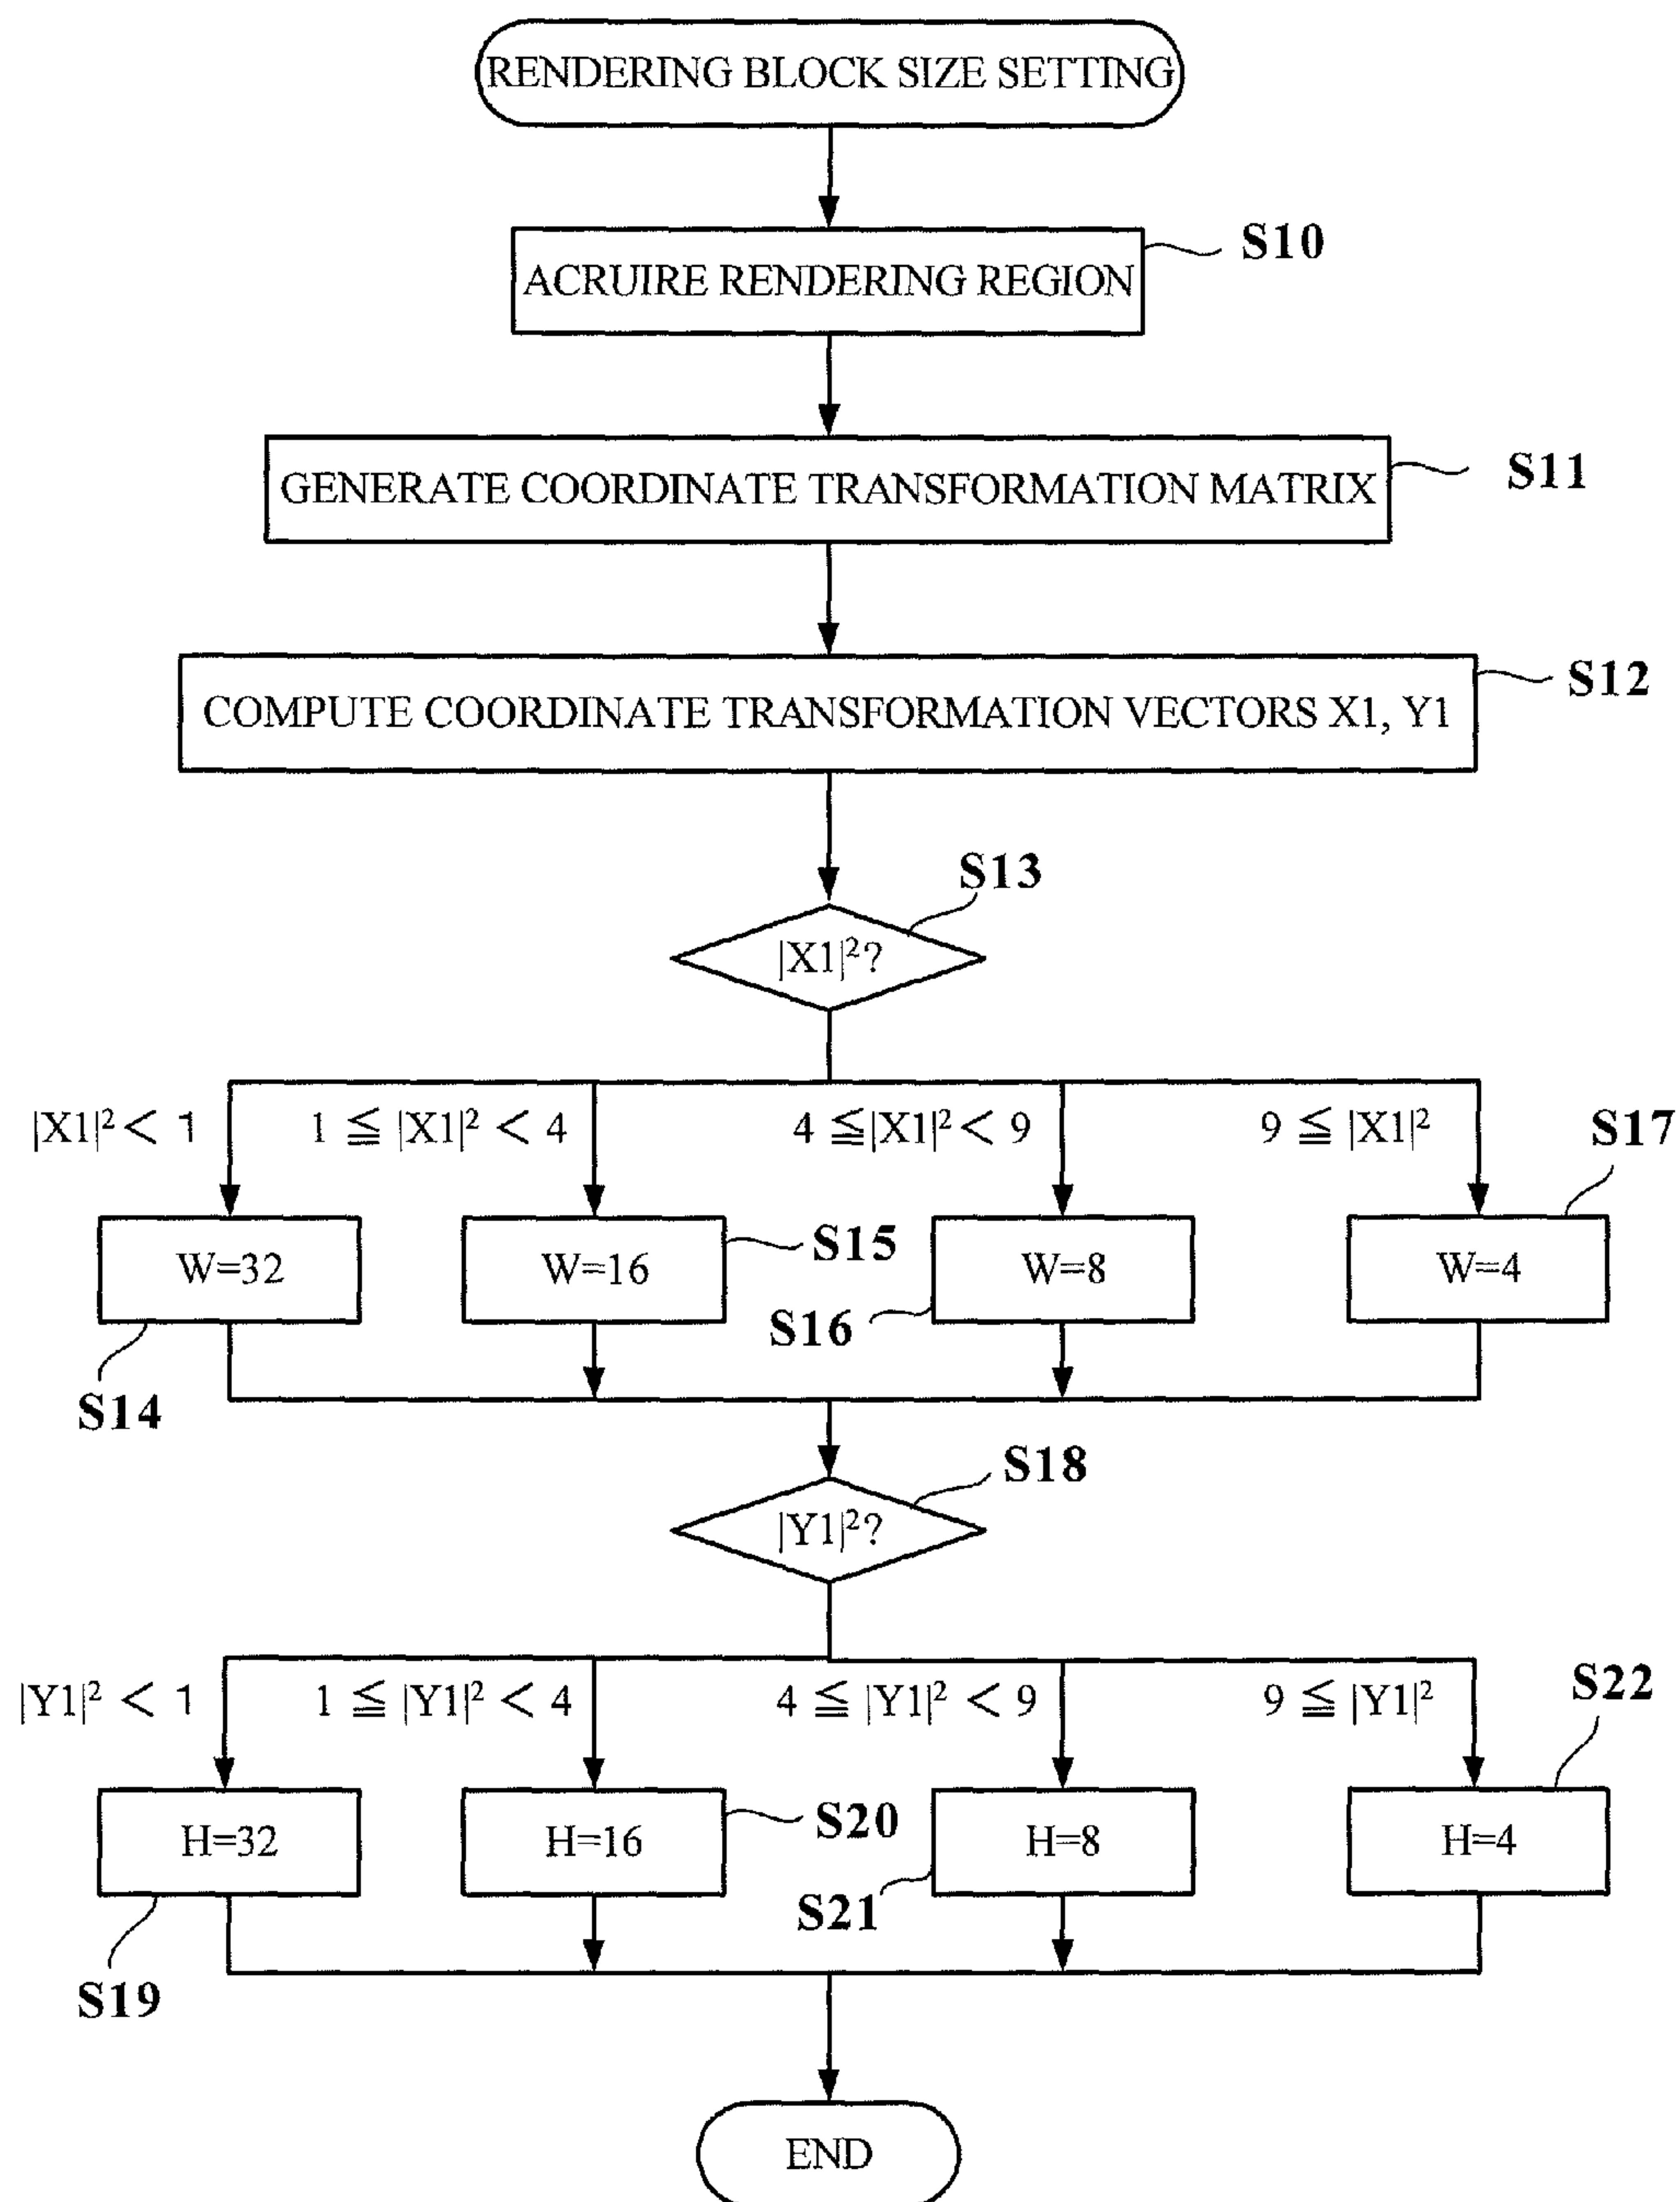 RENDERING BLOCK SIZE SETTING
S10
ACRUIRE RENDERING REGION
S11
GENERATE COORDINATE TRANSFORMATION MATRIX
S12
COMPUTE COORDINATE TRANSFORMATION VECTORS X1, Y1
S13
|X1|²?
|X1|² < 1
1 ≦ |X1|² < 4
4 ≦|X1|² < 9
9 ≦ |X1|²
S17
W=32
W=16
S15
W=8
S16
W=4
S14
S18
|Y1|²?
|Y1|² < 1
1 ≦ |Y1|² < 4
4 ≦ |Y1|² < 9
9 ≦ |Y1|²
S22
H=32
H=16
S20
H=8
S21
H=4
S19
END